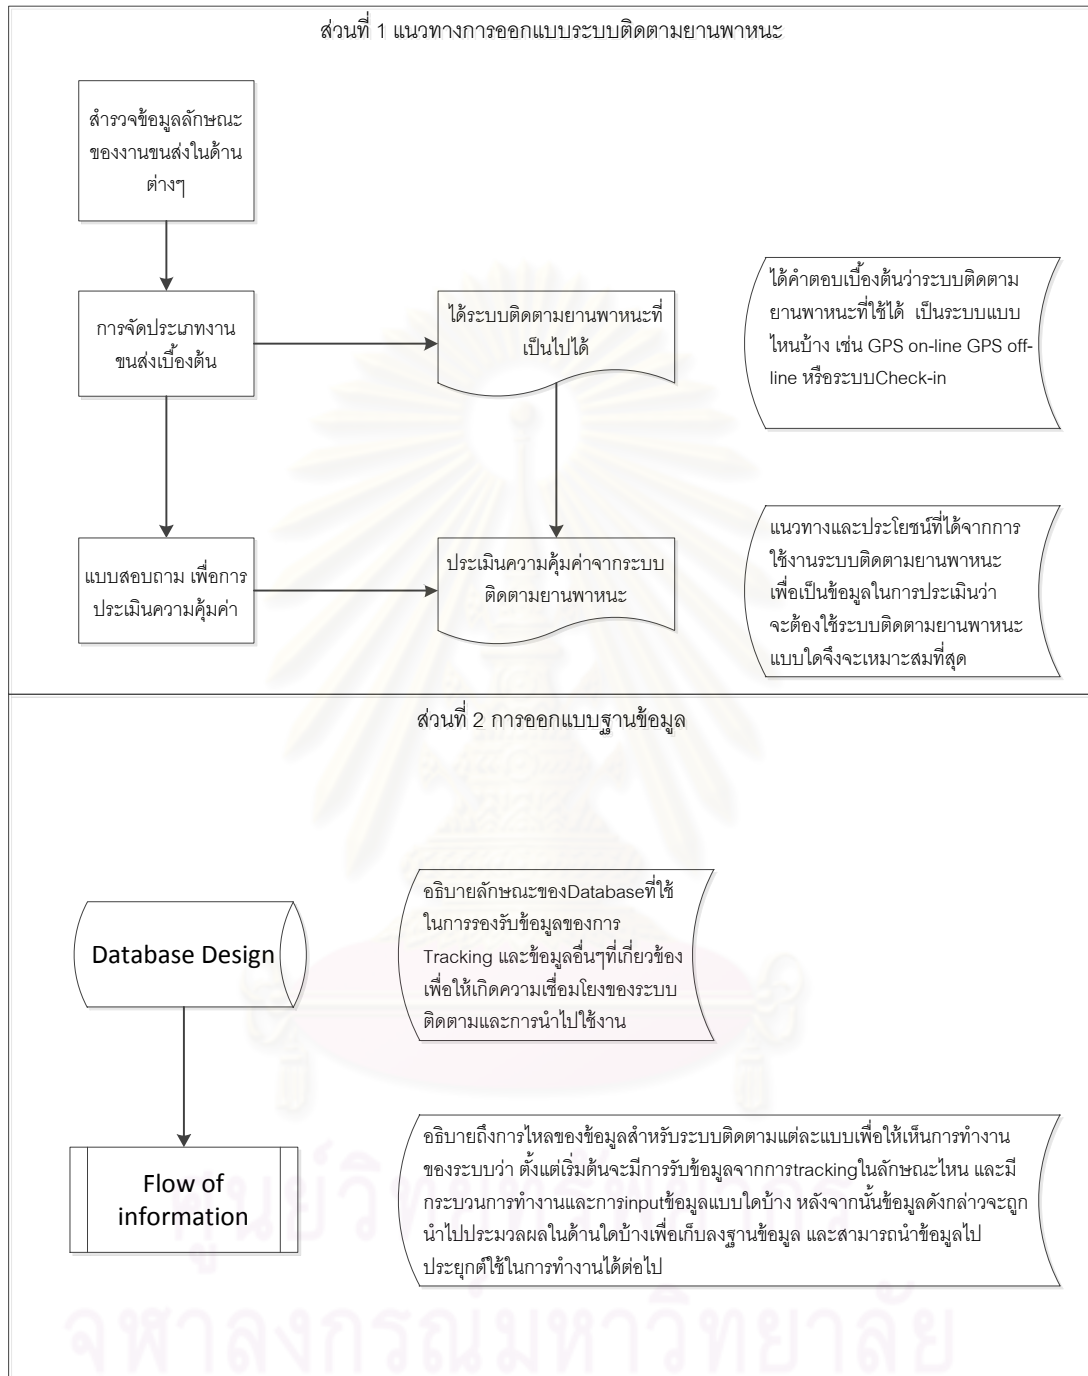 ส่วนที่ 1 แนวทางการออกแบบระบบติดตามยานพาหนะ
สำรวจข้อมูลลักษณะ
ของงานขนส่งในด้าน
ต่างๆ
การจัดประเภทงาน
ขนส่งเบื้องต้น
ได้ระบบติดตามยานพาหนะที่
เป็นไปได้
ได้คำตอบเบื้องต้นว่าระบบติดตาม
ยานพาหนะที่ใช้ได้ เป็นระบบแบบ
ไหนบ้าง เช่น GPS on-line GPS off-
line หรือระบบCheck-in
แบบสอบถาม เพื่อการ
ประเมินความคุ้มค่า
ประเมินความคุ้มค่าจากระบบ
ติดตามยานพาหนะ
แนวทางและประโยชน์ที่ได้จากการ
ใช้งานระบบติดตามยานพาหนะ
เพื่อเป็นข้อมูลในการประเมินว่า
จะต้องใช้ระบบติดตามยานพาหนะ
แบบใดจึงจะเหมาะสมที่สุด
ส่วนที่ 2 การออกแบบฐานข้อมูล
Database Design
อธิบายลักษณะของDatabaseที่ใช้
ในการรองรับข้อมูลของการ
Tracking และข้อมูลอื่นๆที่เกี่ยวข้อง
เพื่อให้เกิดความเชื่อมโยงของระบบ
ติดตามและการนำไปใช้งาน
Flow of
information
อธิบายถึงการไหลของข้อมูลสำหรับระบบติดตามแต่ละแบบเพื่อให้เห็นการทำงาน
ของระบบว่า ตั้งแต่เริ่มต้นจะมีการรับข้อมูลจากการtrackingในลักษณะไหน และมี
กระบวนการทำงานและการinputข้อมูลแบบใดบ้าง หลังจากนั้นข้อมูลดังกล่าวจะถูก
นำไปประมวลผลในด้านใดบ้างเพื่อเก็บลงฐานข้อมูล และสามารถนำข้อมูลไป
ประยุกต์ใช้ในการทำงานได้ต่อไป
ศูนย์วิทยทรัพยากร
จุฬาลงกรณ์มหาวิทยาลัย